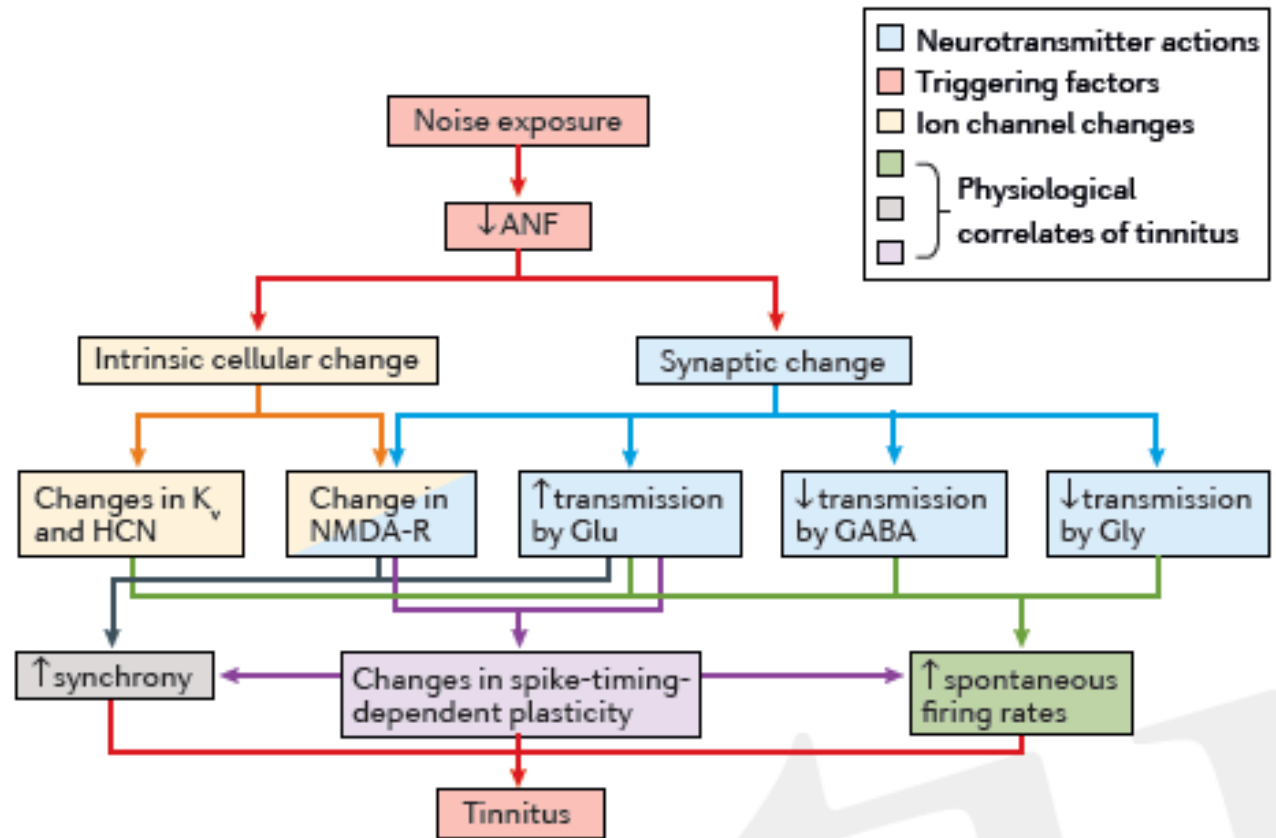 Neurotransmitter actions
Triggering factors
Ion channel changes
Physiological
correlates of tinnitus
Noise exposure
↓ANF
Intrinsic cellular change
Synaptic change
Changes in Kv
and HCN
Change in
NMDA-R
↑transmission
by Glu
↓transmission
by GABA
↓transmission
by Gly
↑synchrony
Changes in spike-timing-
dependent plasticity
↑spontaneous
firing rates
Tinnitus